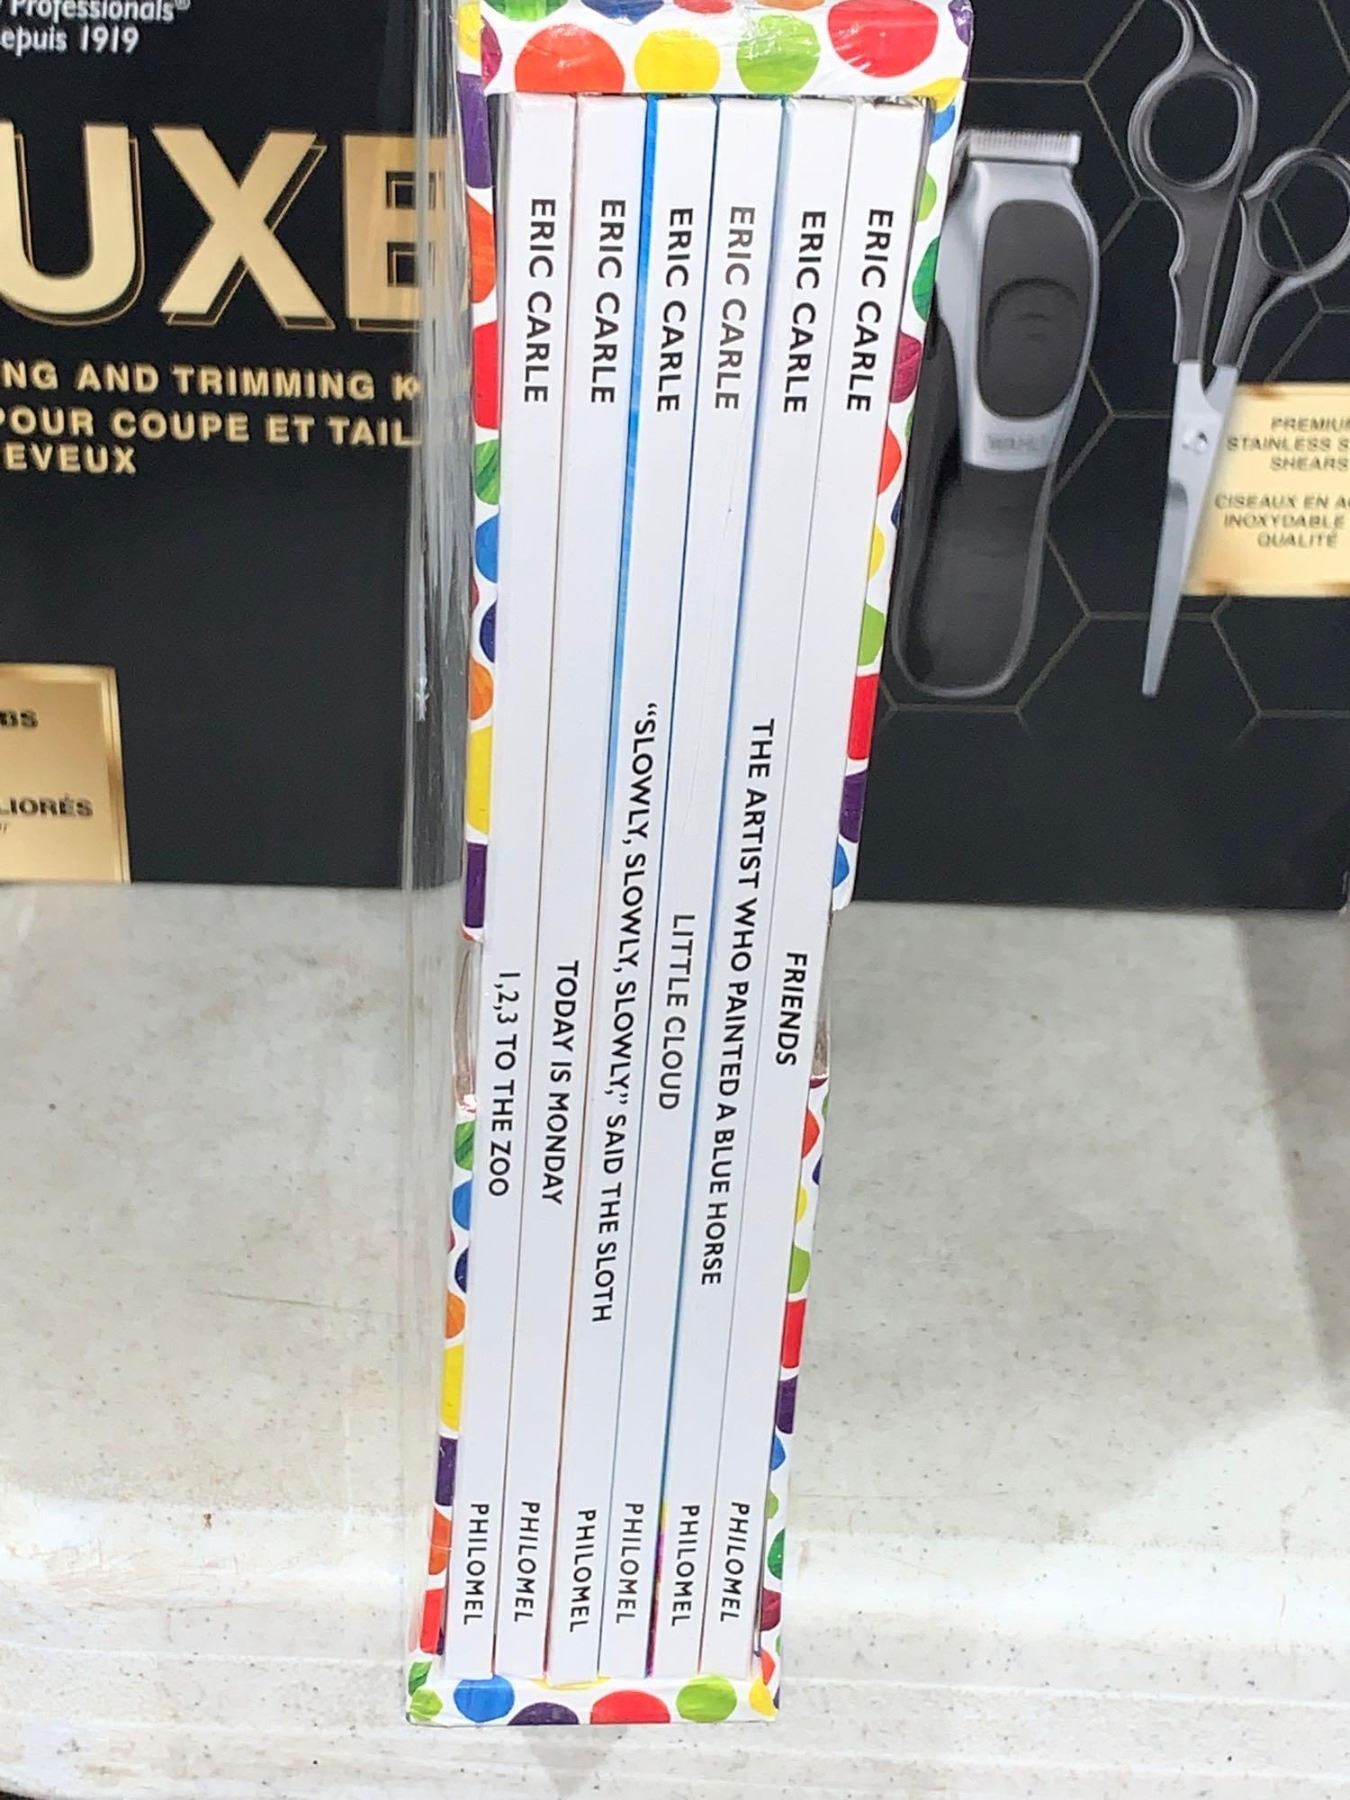 Professionals®
epuis 1919
UXE
NG AND TRIMMING K
POUR COUPE ET TAIL
EVEUX
BS
LIORÉS
ERIC CARLE 1,2,3 TO THE ZOO PHILOMEL
ERIC CARLE TODAY IS MONDAY PHILOMEL
ERIC CARLE “SLOWLY, SLOWLY, SLOWLY,” SAID THE SLOTH PHILOMEL
ERIC CARLE LITTLE CLOUD PHILOMEL
ERIC CARLE THE ARTIST WHO PAINTED A BLUE HORSE PHILOMEL
ERIC CARLE FRIENDS PHILOMEL
WAHL
PREMIUM
STAINLESS S
SHEARS
CISEAUX EN A
INOXYDABLE
QUALITÉ